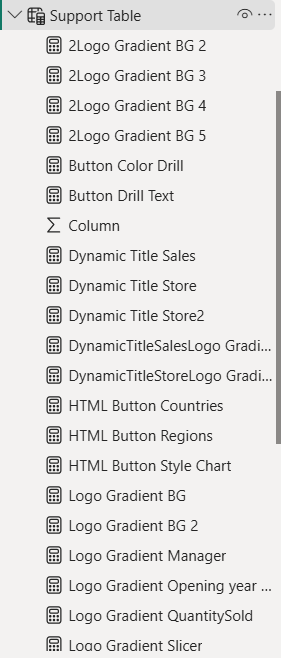 Support Table
2Logo Gradient BG 2
2Logo Gradient BG 3
2Logo Gradient BG 4
2Logo Gradient BG 5
Button Color Drill
Button Drill Text
Column
Dynamic Title Sales
Dynamic Title Store
Dynamic Title Store2
DynamicTitleSalesLogo Gradi...
DynamicTitleStoreLogo Gradi...
HTML Button Countries
HTML Button Regions
HTML Button Style Chart
Logo Gradient BG
Logo Gradient BG 2
Logo Gradient Manager
Logo Gradient Opening year ...
Logo Gradient QuantitySold
Logo Gradient Slicer